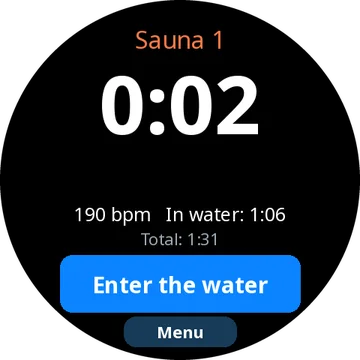 Sauna 1
0:02
190 bpm In water: 1:06
Total: 1:31
Enter the water
Menu